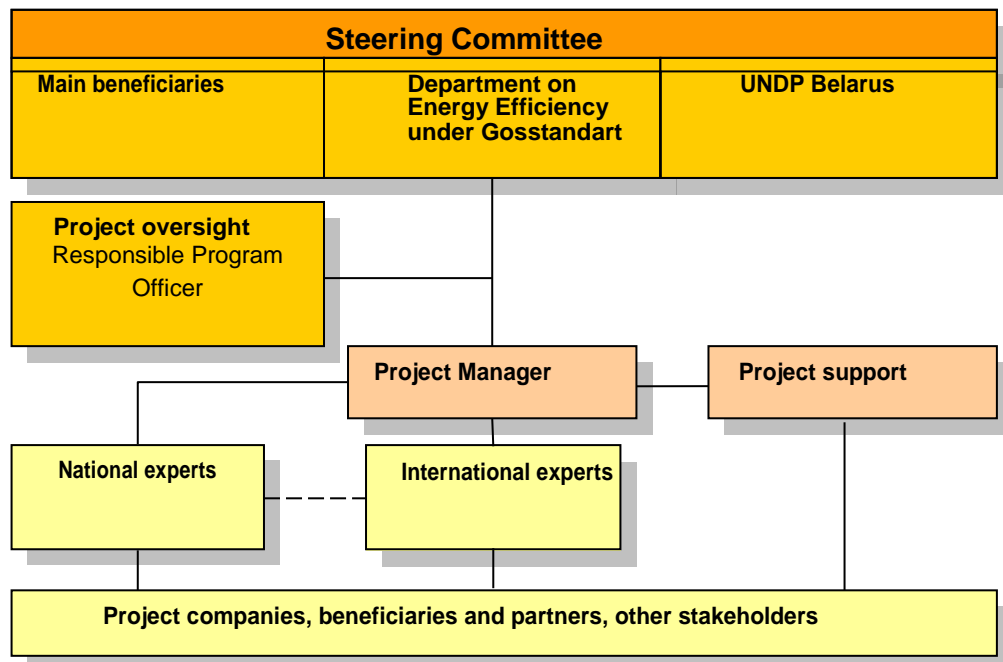 Steering Committee
Main beneficiaries
Department on
Energy Efficiency
under Gosstandart
UNDP Belarus
Project oversight
Responsible Program
Officer
Project Manager
Project support
National experts
International experts
Project companies, beneficiaries and partners, other stakeholders